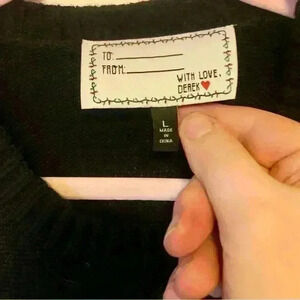 TO:
FROM:
WITH LOVE,
DEREK
L
MADE
IN
CHINA